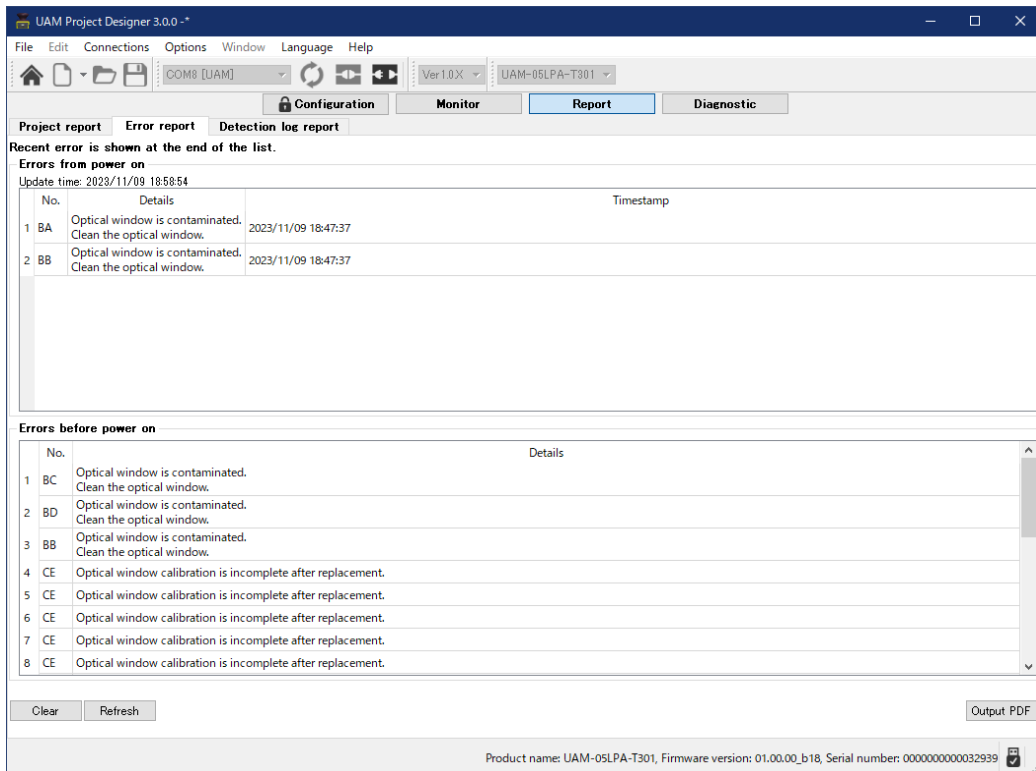 UAM Project Designer 3.0.0 -*
File Edit Connections Options Window Language Help
COM8 [UAM] Ver1.0.X UAM-05LPA-T301
Configuration Monitor Report Diagnostic
Project report Error report Detection log report
Recent error is shown at the end of the list.
Errors from power on
Update time: 2023/11/09 18:58:54
No. Details Timestamp
1 BA Optical window is contaminated.
Clean the optical window. 2023/11/09 18:47:37
2 BB Optical window is contaminated.
Clean the optical window. 2023/11/09 18:47:37
Errors before power on
No. Details
1 BC Optical window is contaminated.
Clean the optical window.
2 BD Optical window is contaminated.
Clean the optical window.
3 BB Optical window is contaminated.
Clean the optical window.
4 CE Optical window calibration is incomplete after replacement.
5 CE Optical window calibration is incomplete after replacement.
6 CE Optical window calibration is incomplete after replacement.
7 CE Optical window calibration is incomplete after replacement.
8 CE Optical window calibration is incomplete after replacement.
Clear Refresh Output PDF
Product name: UAM-05LPA-T301, Firmware version: 01.00.00_b18, Serial number: 0000000000032939